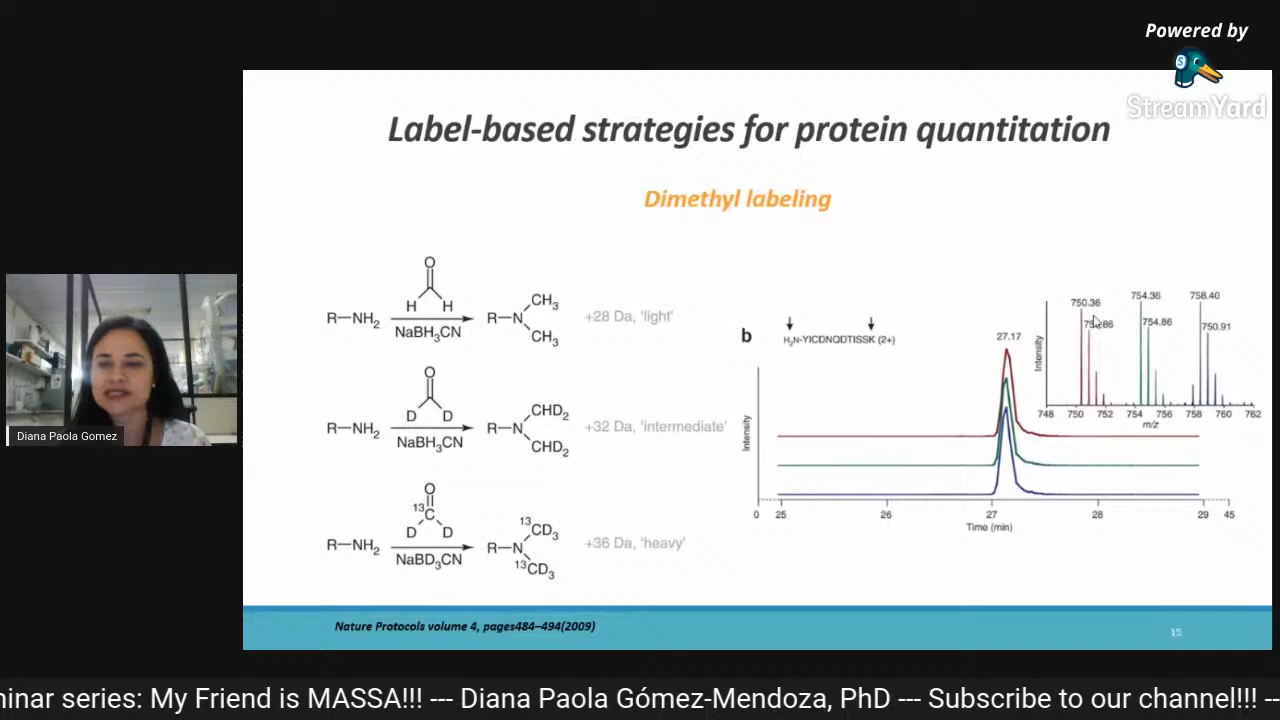 Powered by
StreamYard
Label-based strategies for protein quantitation
Dimethyl labeling
O
H H
R—NH2
NaBH3CN
R—N
CH3
CH3
+28 Da, 'light'
O
D D
R—NH2
NaBH3CN
R—N
CHD2
CHD2
+32 Da, 'intermediate'
O
13C
D D
R—NH2
NaBD3CN
R—N
13CD3
13CD3
+36 Da, 'heavy'
b
H2N-YICDNQDTISSK (2+)
27.17
Intensity
0 25 26 27 28 29 45
Time (min)
750.36 754.36 758.40
754.86 750.91
Intensity
748 750 752 754 756 758 760 762
m/z
Nature Protocols volume 4, pages484–494(2009)
15
Diana Paola Gomez
ninar series: My Friend is MASSA!!! --- Diana Paola Gómez-Mendoza, PhD --- Subscribe to our channel!!! --